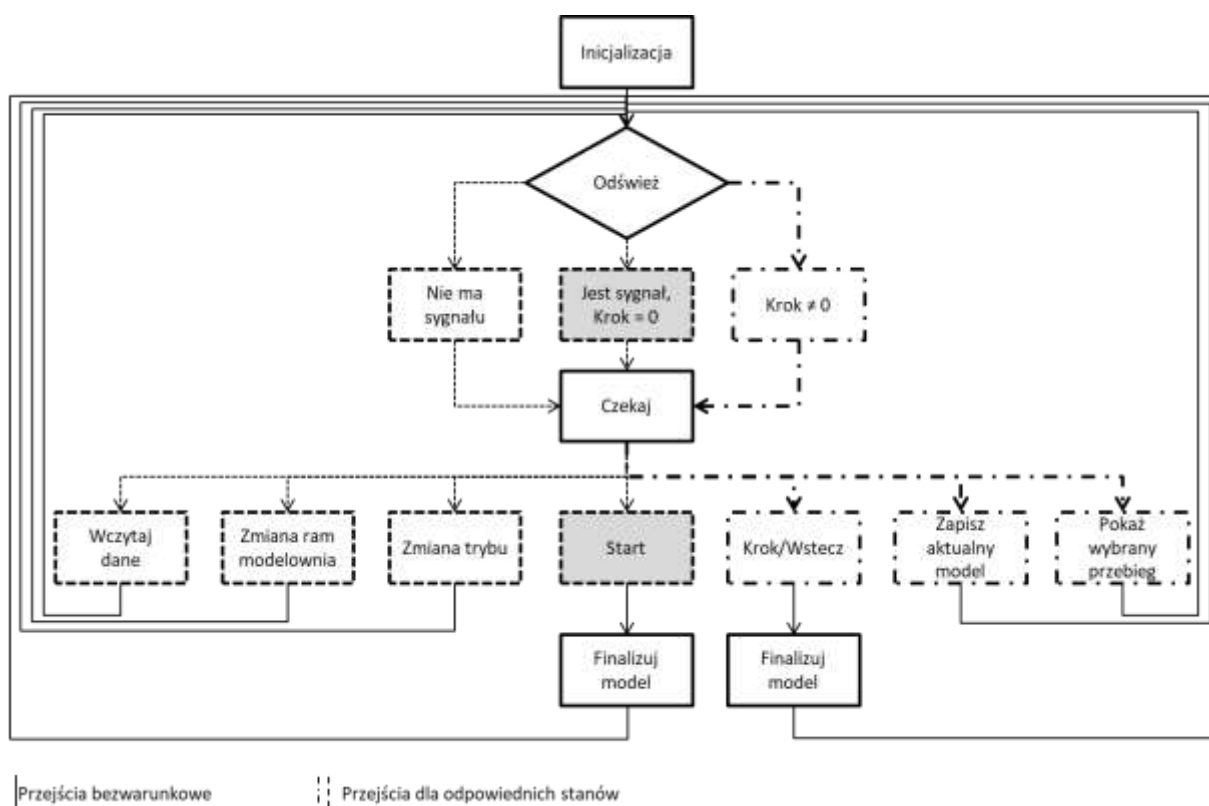 Inicjalizacja
Odśwież
Nie ma
sygnału
Jest sygnał,
Krok = 0
Krok ≠ 0
Czekaj
Wczytaj
dane
Zmiana ram
modelownia
Zmiana trybu
Start
Krok/Wstecz
Zapisz
aktualny
model
Pokaż
wybrany
przebieg
Finalizuj
model
Finalizuj
model
Przejścia bezwarunkowe
Przejścia dla odpowiednich stanów